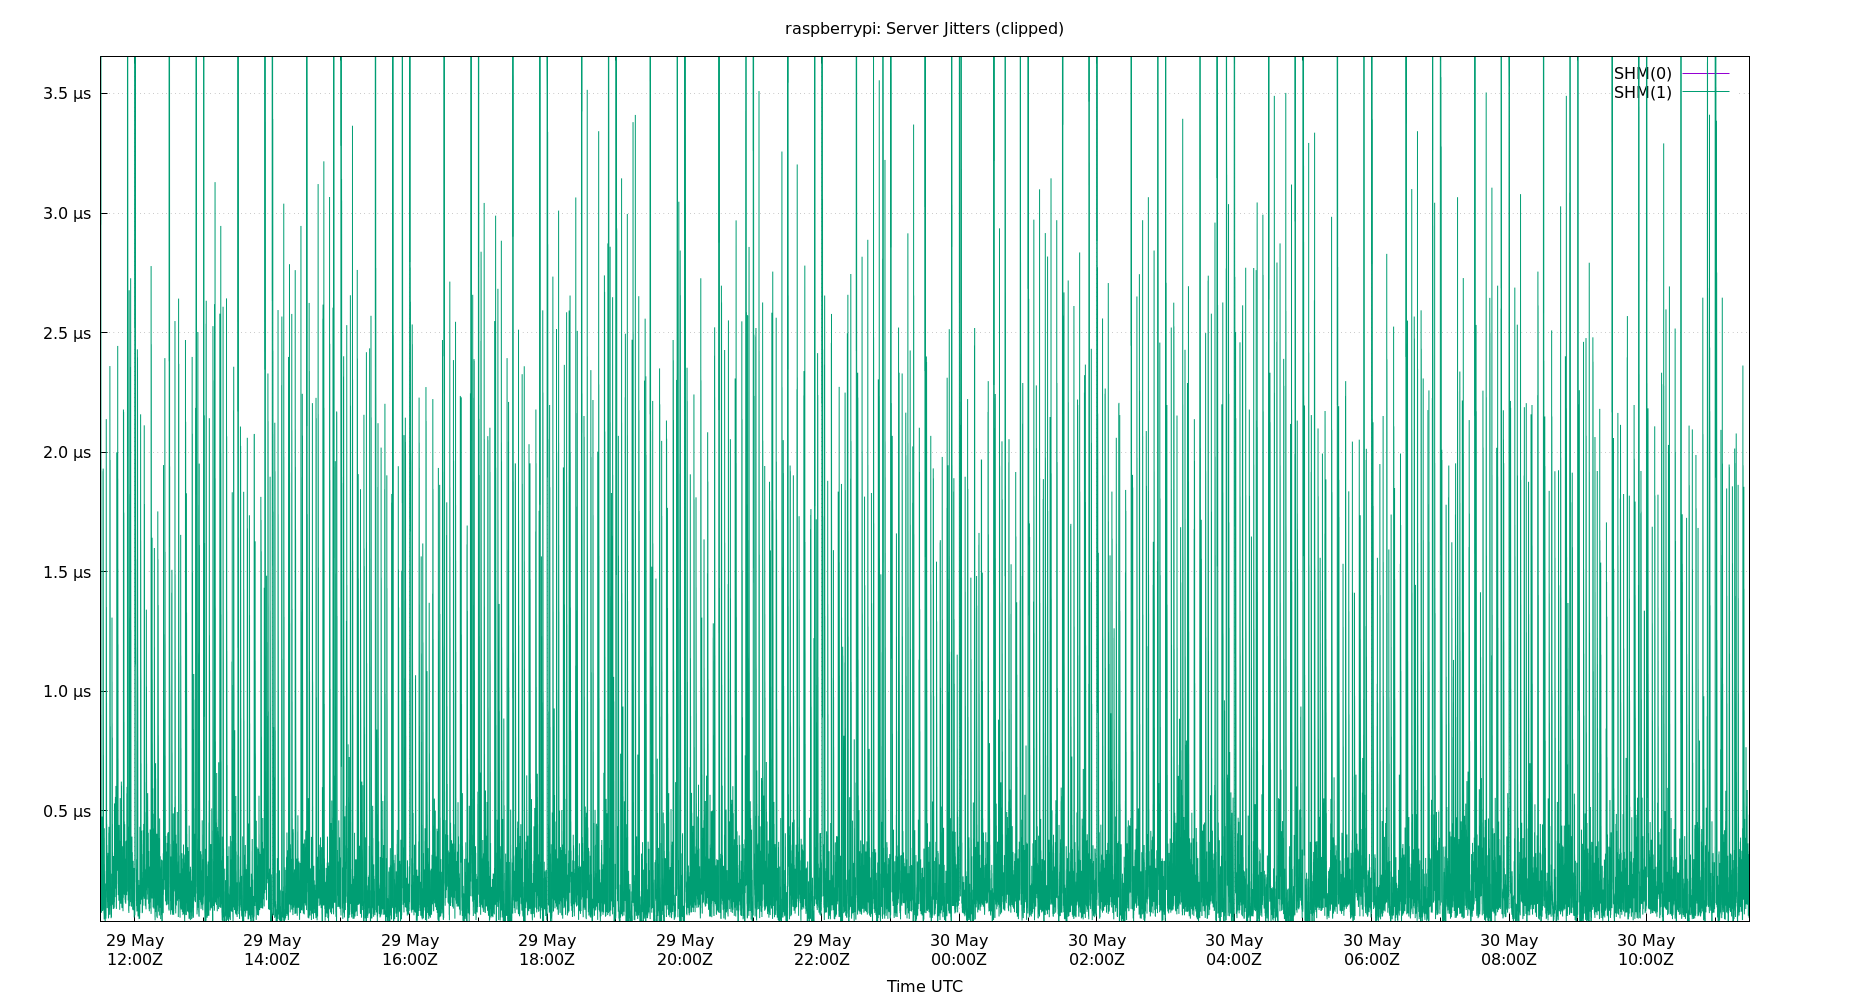 raspberrypi: Server Jitters (clipped)
SHM(0)
SHM(1)
3.5 µs
3.0 µs
2.5 µs
2.0 µs
1.5 µs
1.0 µs
0.5 µs
29 May 29 May 29 May 29 May 29 May 29 May 30 May 30 May 30 May 30 May 30 May 30 May
12:00Z 14:00Z 16:00Z 18:00Z 20:00Z 22:00Z 00:00Z 02:00Z 04:00Z 06:00Z 08:00Z 10:00Z
Time UTC